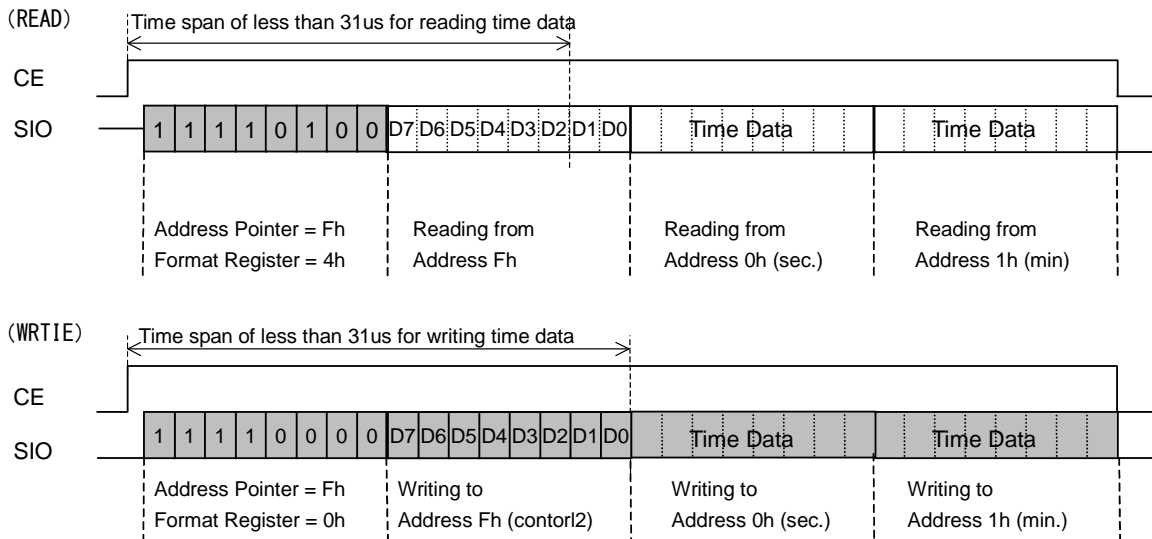 (READ)
Time span of less than 31us for reading time data
CE
SIO
1 1 1 1 0 1 0 0 D7 D6 D5 D4 D3 D2 D1 D0 Time Data Time Data
Address Pointer = Fh Reading from Reading from Reading from
Format Register = 4h Address Fh Address 0h (sec.) Address 1h (min)
(WRTIE)
Time span of less than 31us for writing time data
CE
SIO
1 1 1 1 0 0 0 0 D7 D6 D5 D4 D3 D2 D1 D0 Time Data Time Data
Address Pointer = Fh Writing to Writing to Writing to
Format Register = 0h Address Fh (contorl2) Address 0h (sec.) Address 1h (min.)